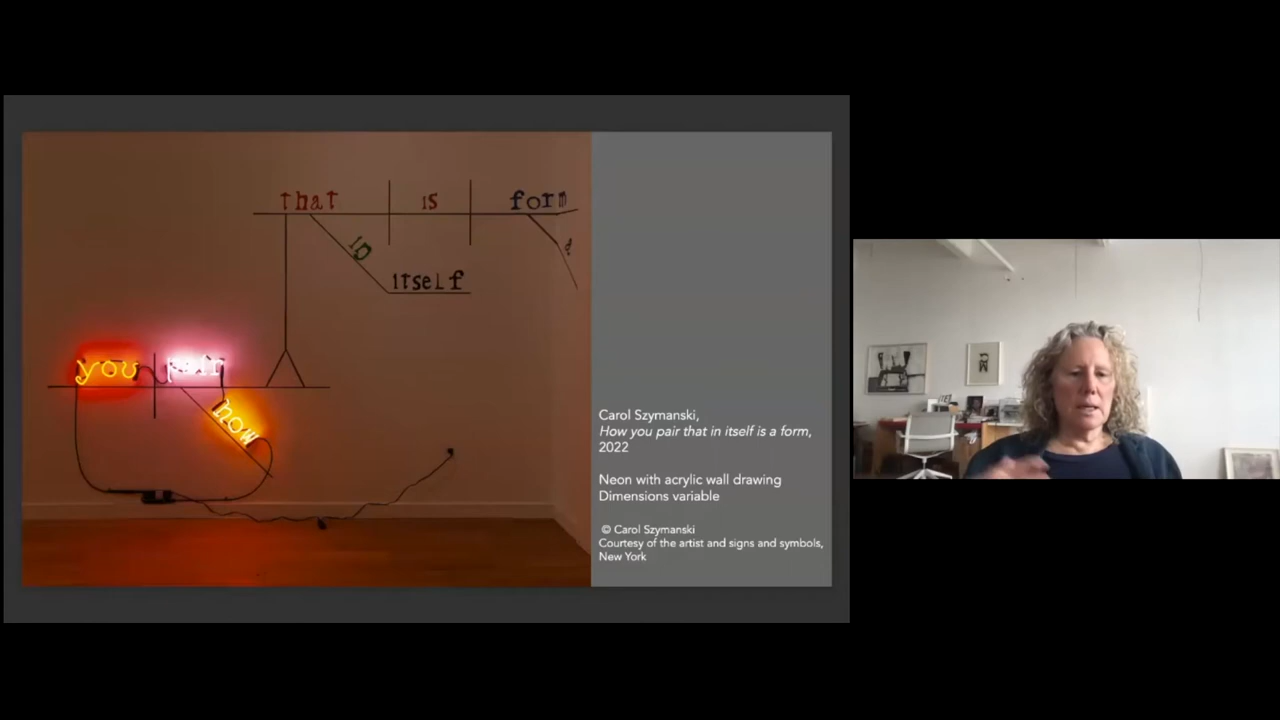 that is form
in
itself
you pair
how
Carol Szymanski,
How you pair that in itself is a form,
2022
Neon with acrylic wall drawing
Dimensions variable
© Carol Szymanski
Courtesy of the artist and signs and symbols,
New York